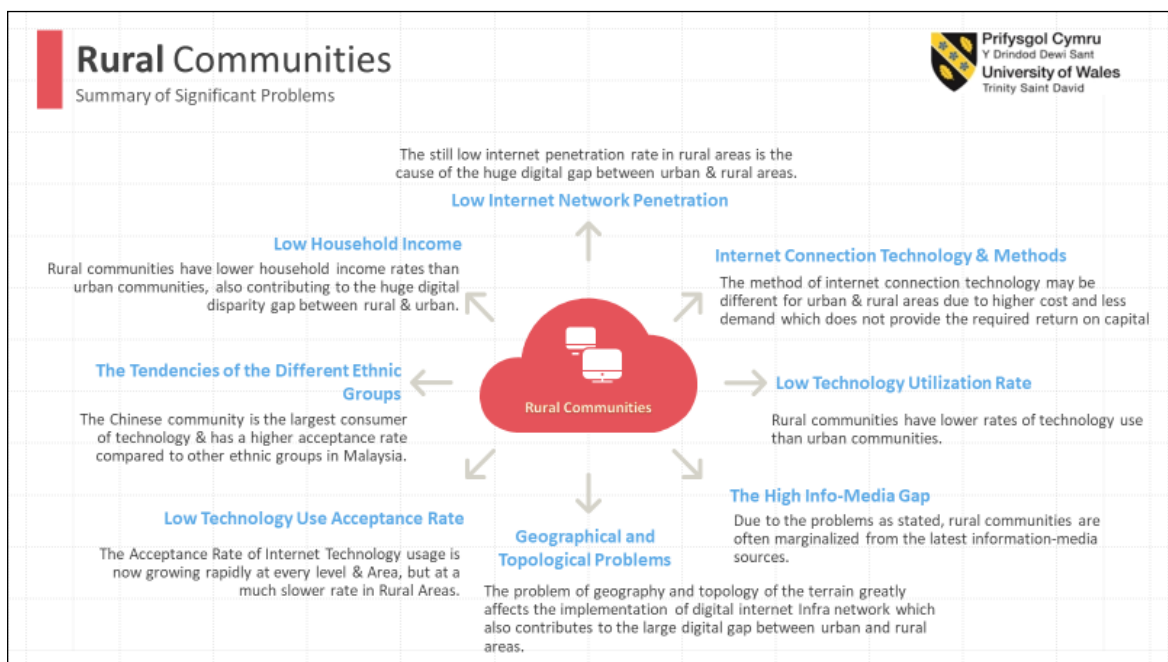 Rural Communities
Summary of Significant Problems
Prifysgol Cymru
Y Drindod Dewi Sant
University of Wales
Trinity Saint David
The still low internet penetration rate in rural areas is the
cause of the huge digital gap between urban & rural areas.
Low Internet Network Penetration
Low Household Income
Rural communities have lower household income rates than
urban communities, also contributing to the huge digital
disparity gap between rural & urban.
Internet Connection Technology & Methods
The method of internet connection technology may be
different for urban & rural areas due to higher cost and less
demand which does not provide the required return on capital
The Tendencies of the Different Ethnic
Groups
The Chinese community is the largest consumer
of technology & has a higher acceptance rate
compared to other ethnic groups in Malaysia.
Rural Communities
Low Technology Utilization Rate
Rural communities have lower rates of technology use
than urban communities.
Low Technology Use Acceptance Rate
The Acceptance Rate of Internet Technology usage is
now growing rapidly at every level & Area, but at a
much slower rate in Rural Areas.
Geographical and
Topological Problems
The problem of geography and topology of the terrain greatly
affects the implementation of digital internet Infra network which
also contributes to the large digital gap between urban and rural
areas.
The High Info-Media Gap
Due to the problems as stated, rural communities are
often marginalized from the latest information-media
sources.